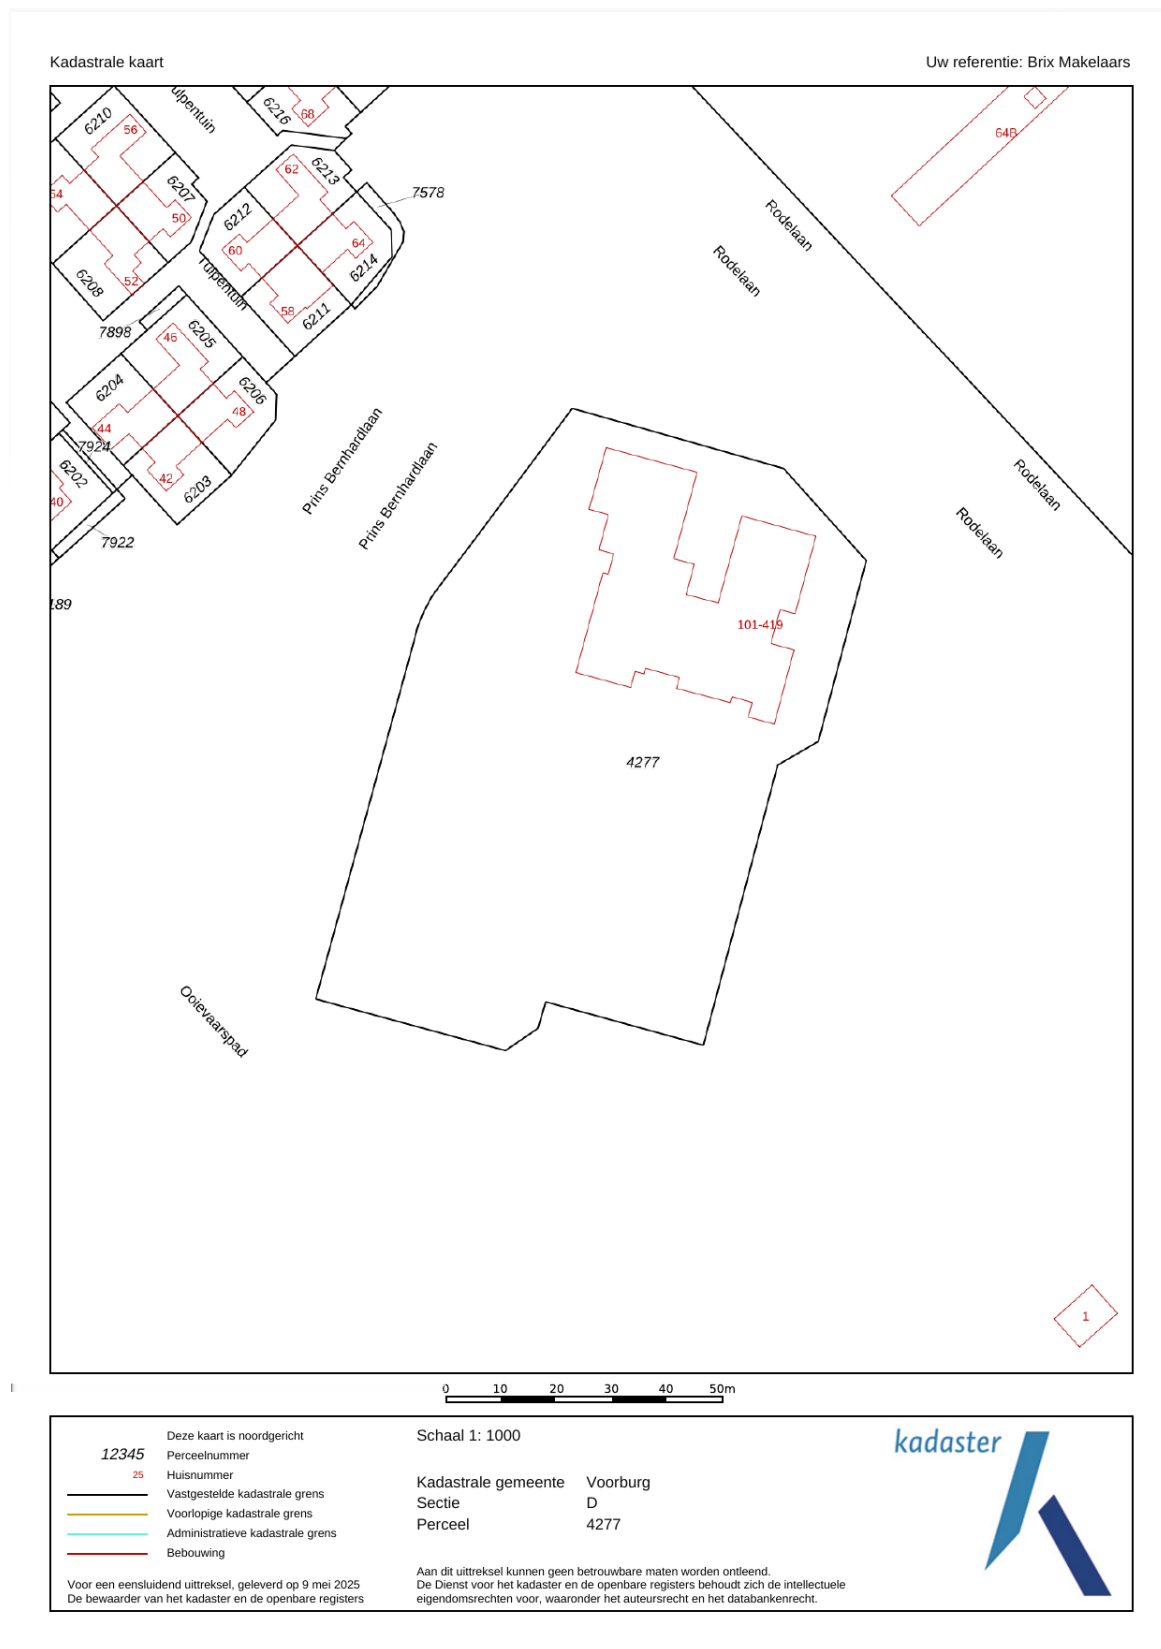 Kadastrale kaart
Uw referentie: Brix Makelaars
6210
56
ulpentuin
6216
68
64B
54
6207
50
62
6213
7578
6212
60
64
6214
Rodelaan
Rodelaan
6208
52
Tulpentuin
58
6211
7898
46
6205
6204
6206
48
44
7924
6202
42
6203
40
7922
189
Prins Bernhardlaan
Prins Bernhardlaan
Rodelaan
Rodelaan
101-419
4277
Ooievaarspad
1
0 10 20 30 40 50m
Deze kaart is noordgericht
12345 Perceelnummer
25 Huisnummer
Vastgestelde kadastrale grens
Voorlopige kadastrale grens
Administratieve kadastrale grens
Bebouwing
Voor een eensluidend uittreksel, geleverd op 9 mei 2025
De bewaarder van het kadaster en de openbare registers
Schaal 1: 1000
Kadastrale gemeente Voorburg
Sectie D
Perceel 4277
Aan dit uittreksel kunnen geen betrouwbare maten worden ontleend.
De Dienst voor het kadaster en de openbare registers behoudt zich de intellectuele
eigendomsrechten voor, waaronder het auteursrecht en het databankenrecht.
kadaster